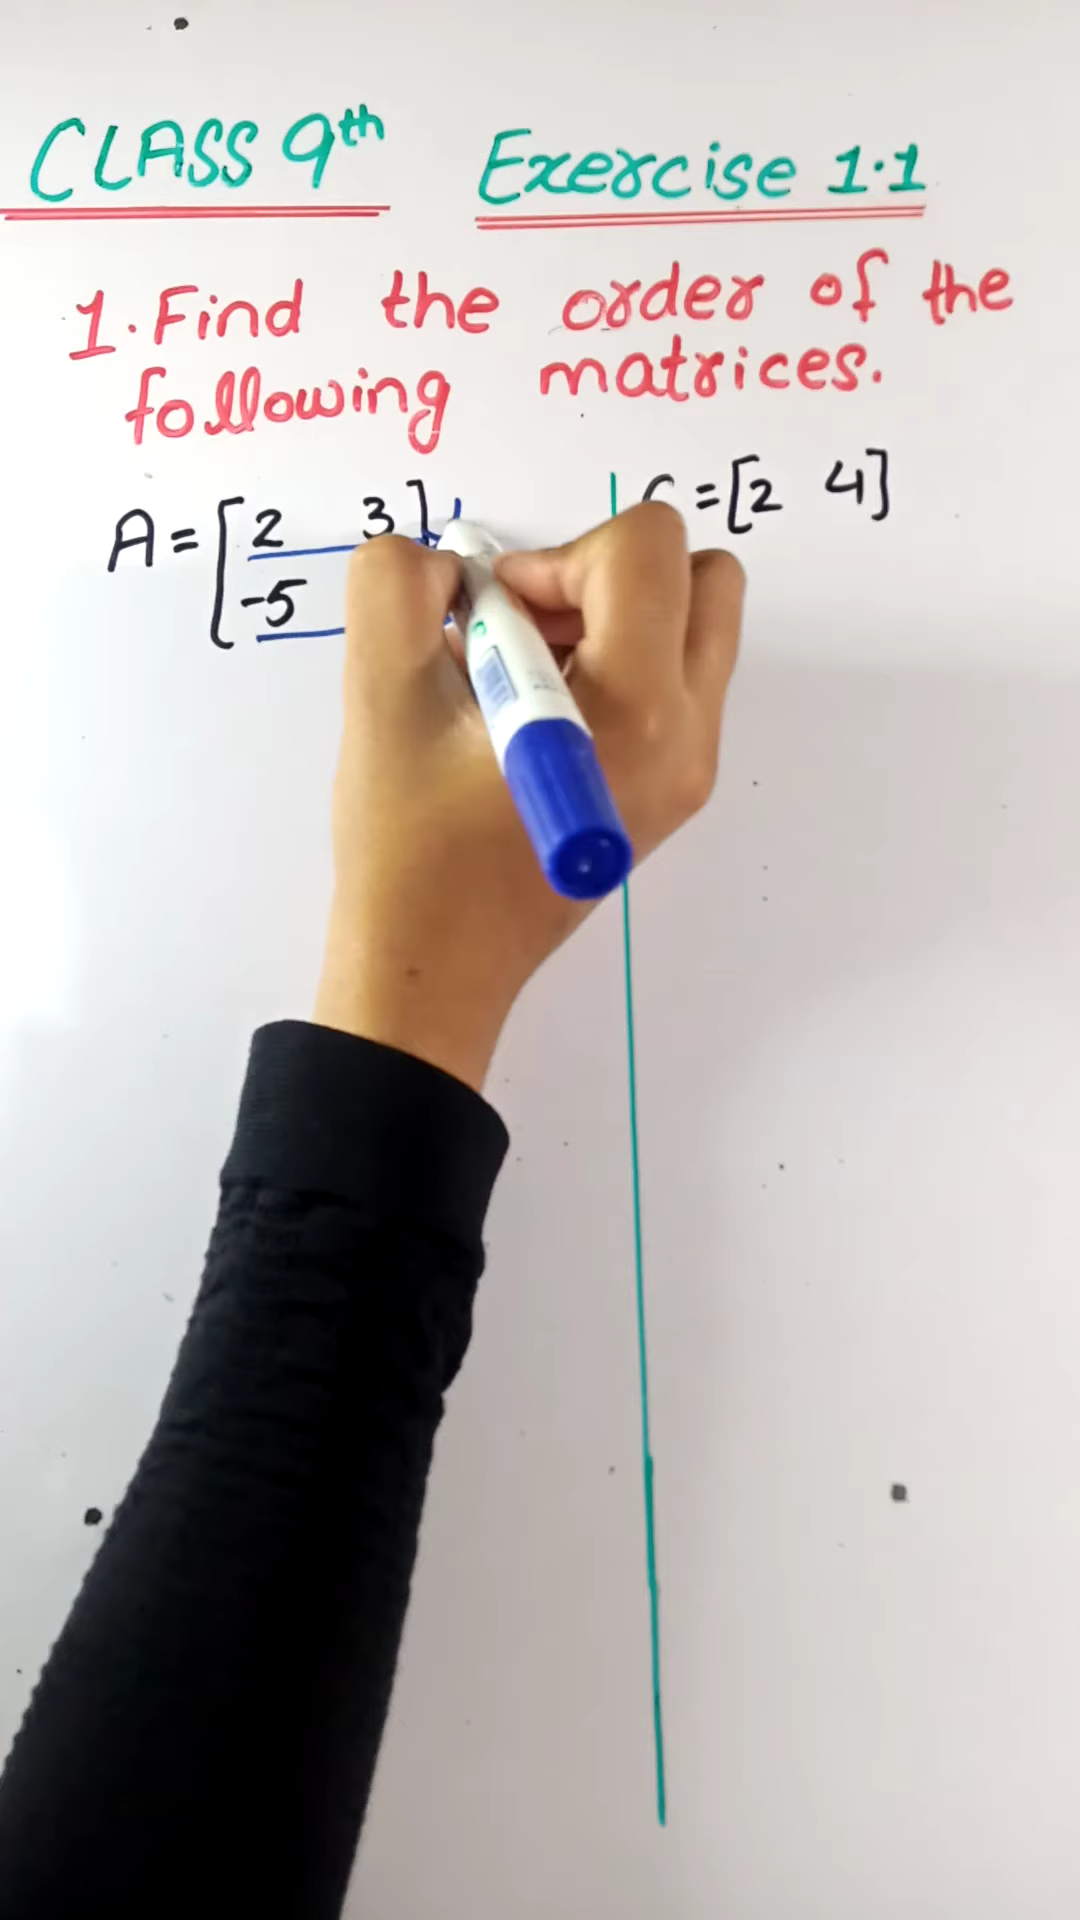 CLASS 9th Exercise 1.1
1. Find the order of the
following matrices.
A = [2 3]
-5
= [2 4]